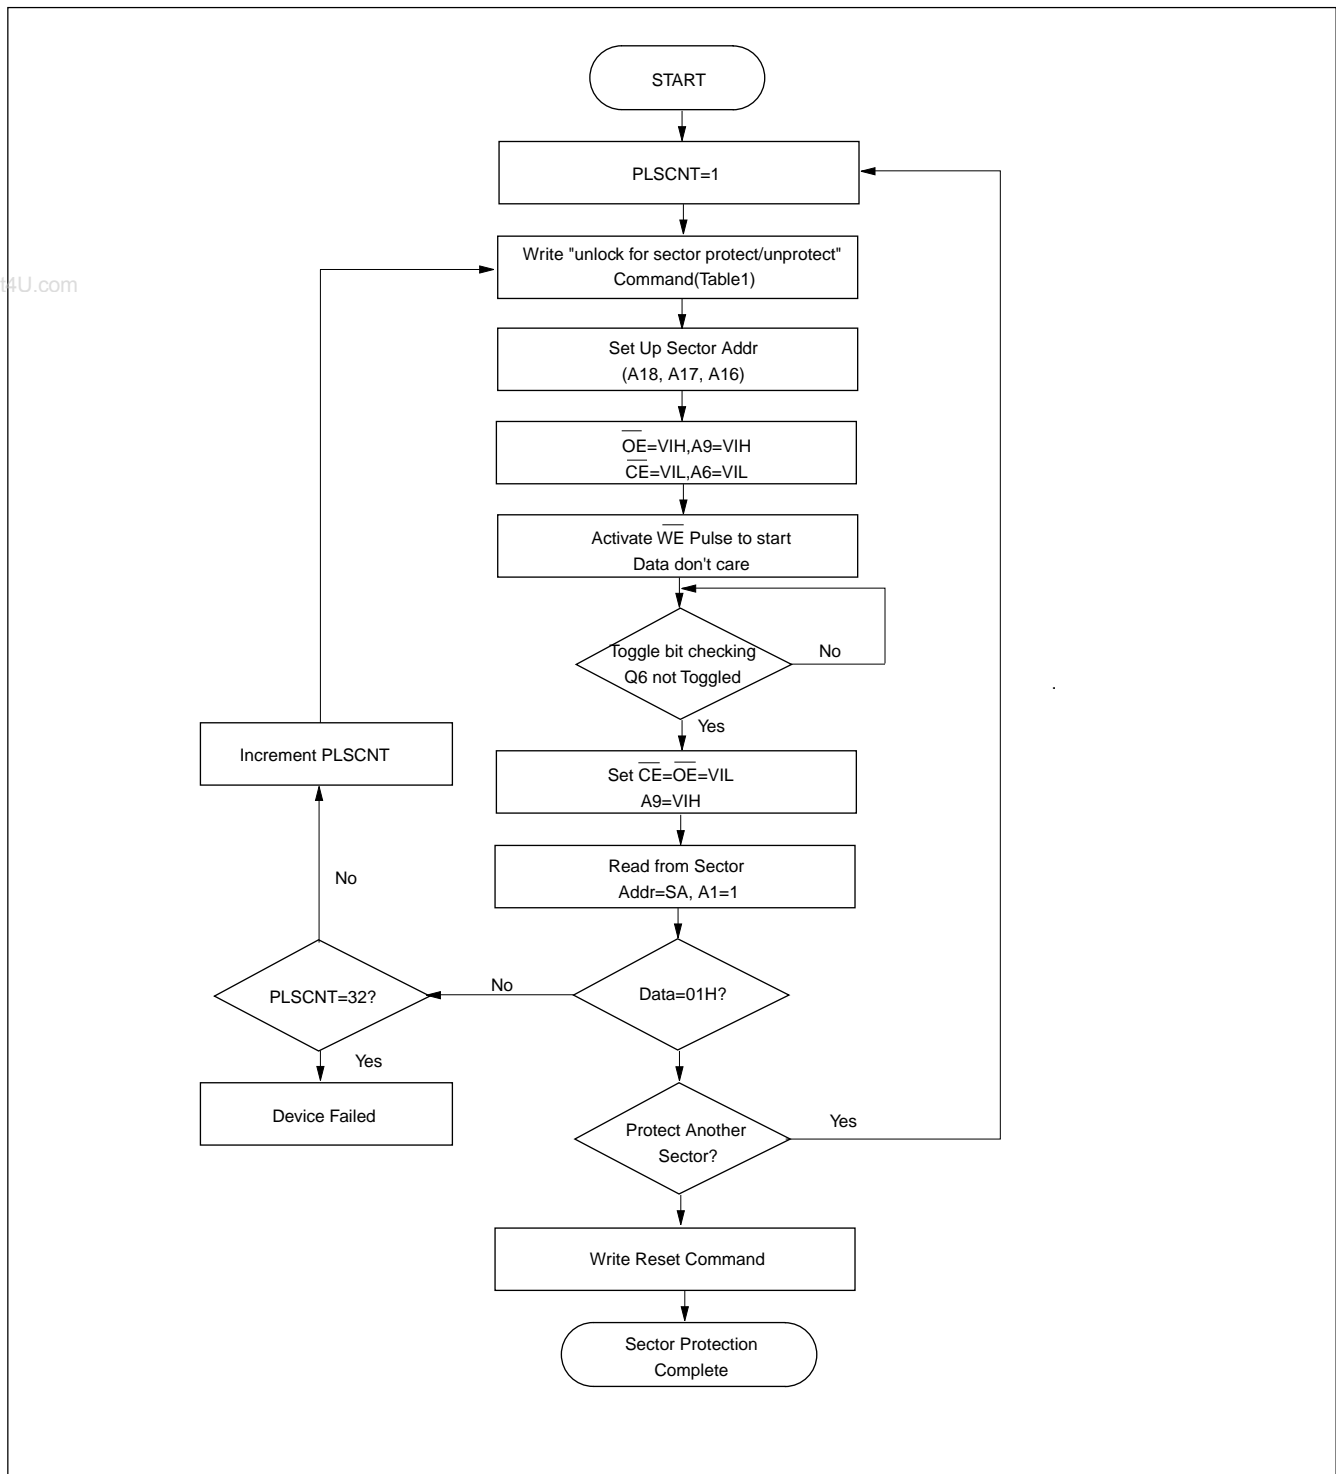 START
PLSCNT=1
Write "unlock for sector protect/unprotect"
Command(Table1)
t4U.com
Set Up Sector Addr
(A18, A17, A16)
OE=VIH,A9=VIH
CE=VIL,A6=VIL
Activate WE Pulse to start
Data don't care
Toggle bit checking
Q6 not Toggled
No
Yes
Increment PLSCNT
Set CE=OE=VIL
A9=VIH
Read from Sector
Addr=SA, A1=1
No
PLSCNT=32?
No
Data=01H?
Yes
Device Failed
Protect Another
Sector?
Yes
Write Reset Command
Sector Protection
Complete